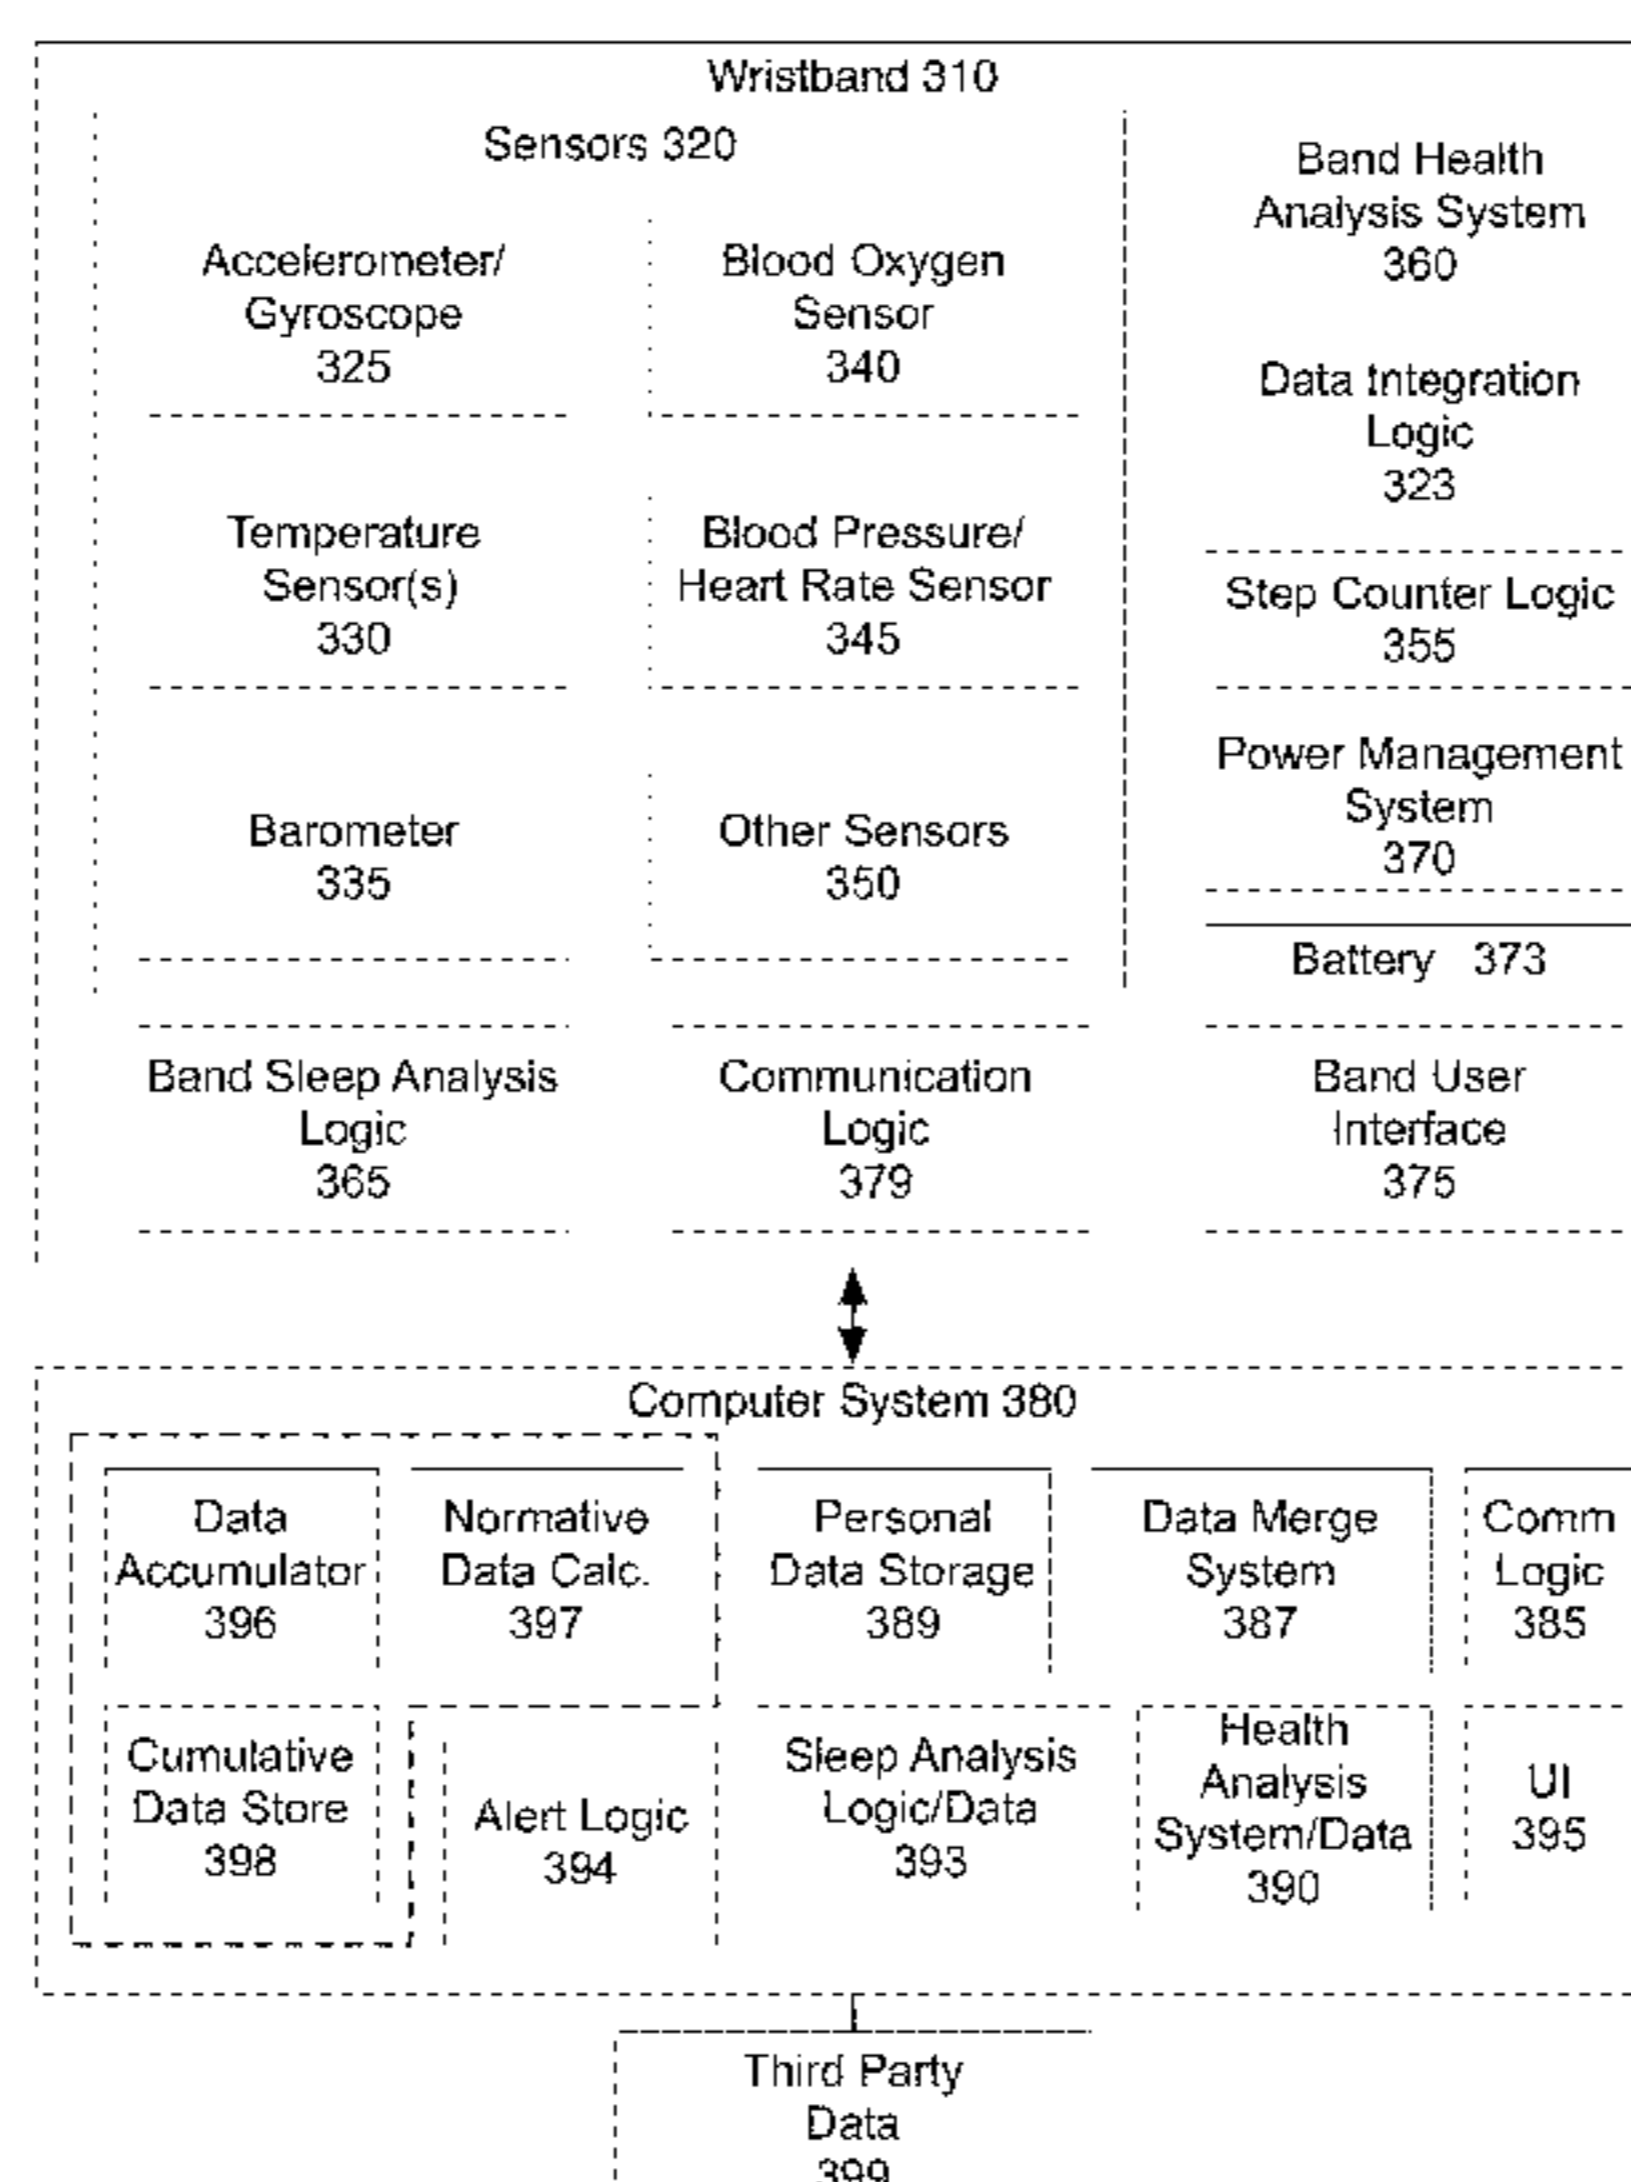 Wristband 310
Sensors 320
Accelerometer/
Gyroscope
325
Blood Oxygen
Sensor
340
Temperature
Sensor(s)
330
Blood Pressure/
Heart Rate Sensor
345
Barometer
335
Other Sensors
350
Band Health
Analysis System
360
Data Integration
Logic
323
Step Counter Logic
355
Power Management
System
370
Battery 373
Band Sleep Analysis
Logic
365
Communication
Logic
379
Band User
Interface
375
Computer System 380
Data
Accumulator
396
Normative
Data Calc.
397
Personal
Data Storage
389
Data Merge
System
387
Comm
Logic
385
Cumulative
Data Store
398
Alert Logic
394
Sleep Analysis
Logic/Data
393
Health
Analysis
System/Data
390
UI
395
Third Party
Data
399